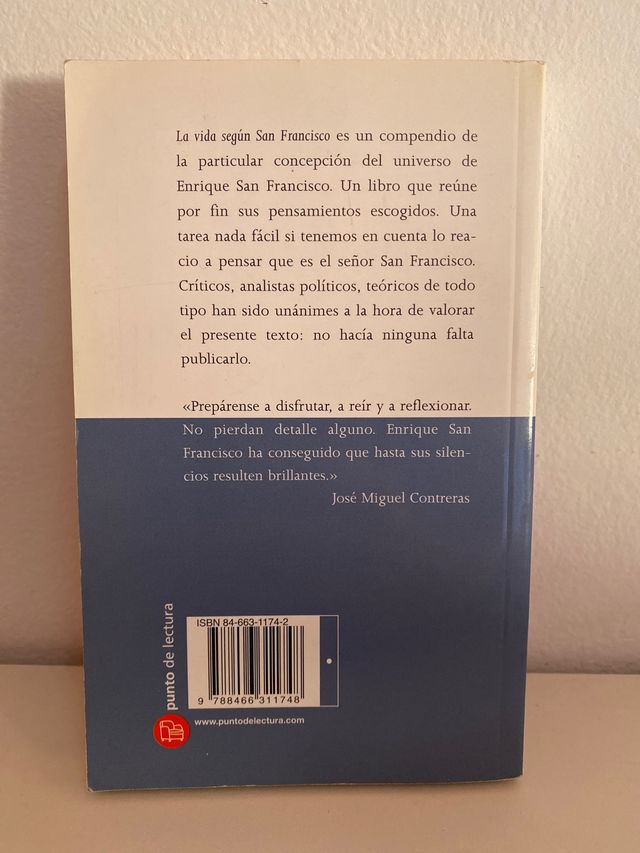 La vida según San Francisco es un compendio de
la particular concepción del universo de
Enrique San Francisco. Un libro que reúne
por fin sus pensamientos escogidos. Una
tarea nada fácil si tenemos en cuenta lo rea-
cio a pensar que es el señor San Francisco.
Críticos, analistas políticos, teóricos de todo
tipo han sido unánimes a la hora de valorar
el presente texto: no hacía ninguna falta
publicarlo.
«Prepárense a disfrutar, a reír y a reflexionar.
No pierdan detalle alguno. Enrique San
Francisco ha conseguido que hasta sus silen-
cios resulten brillantes.»
José Miguel Contreras
punto de lectura
ISBN 84-663-1174-2
9 788466 311748
www.puntodelectura.com